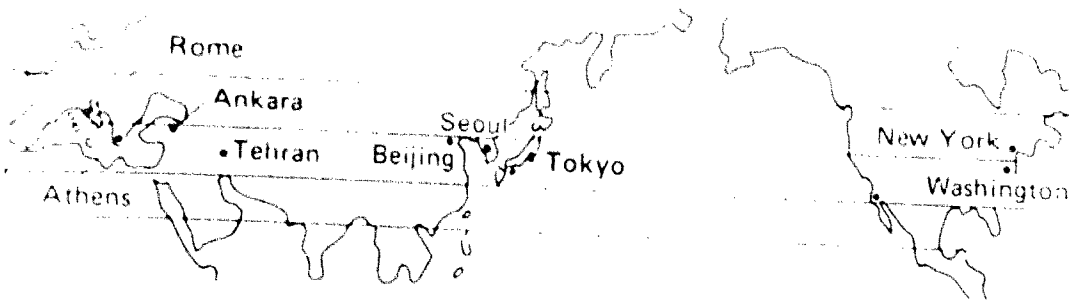 Rome
Ankara
Seoul
New York
Tehran
Beijing
Tokyo
Washington
Athens